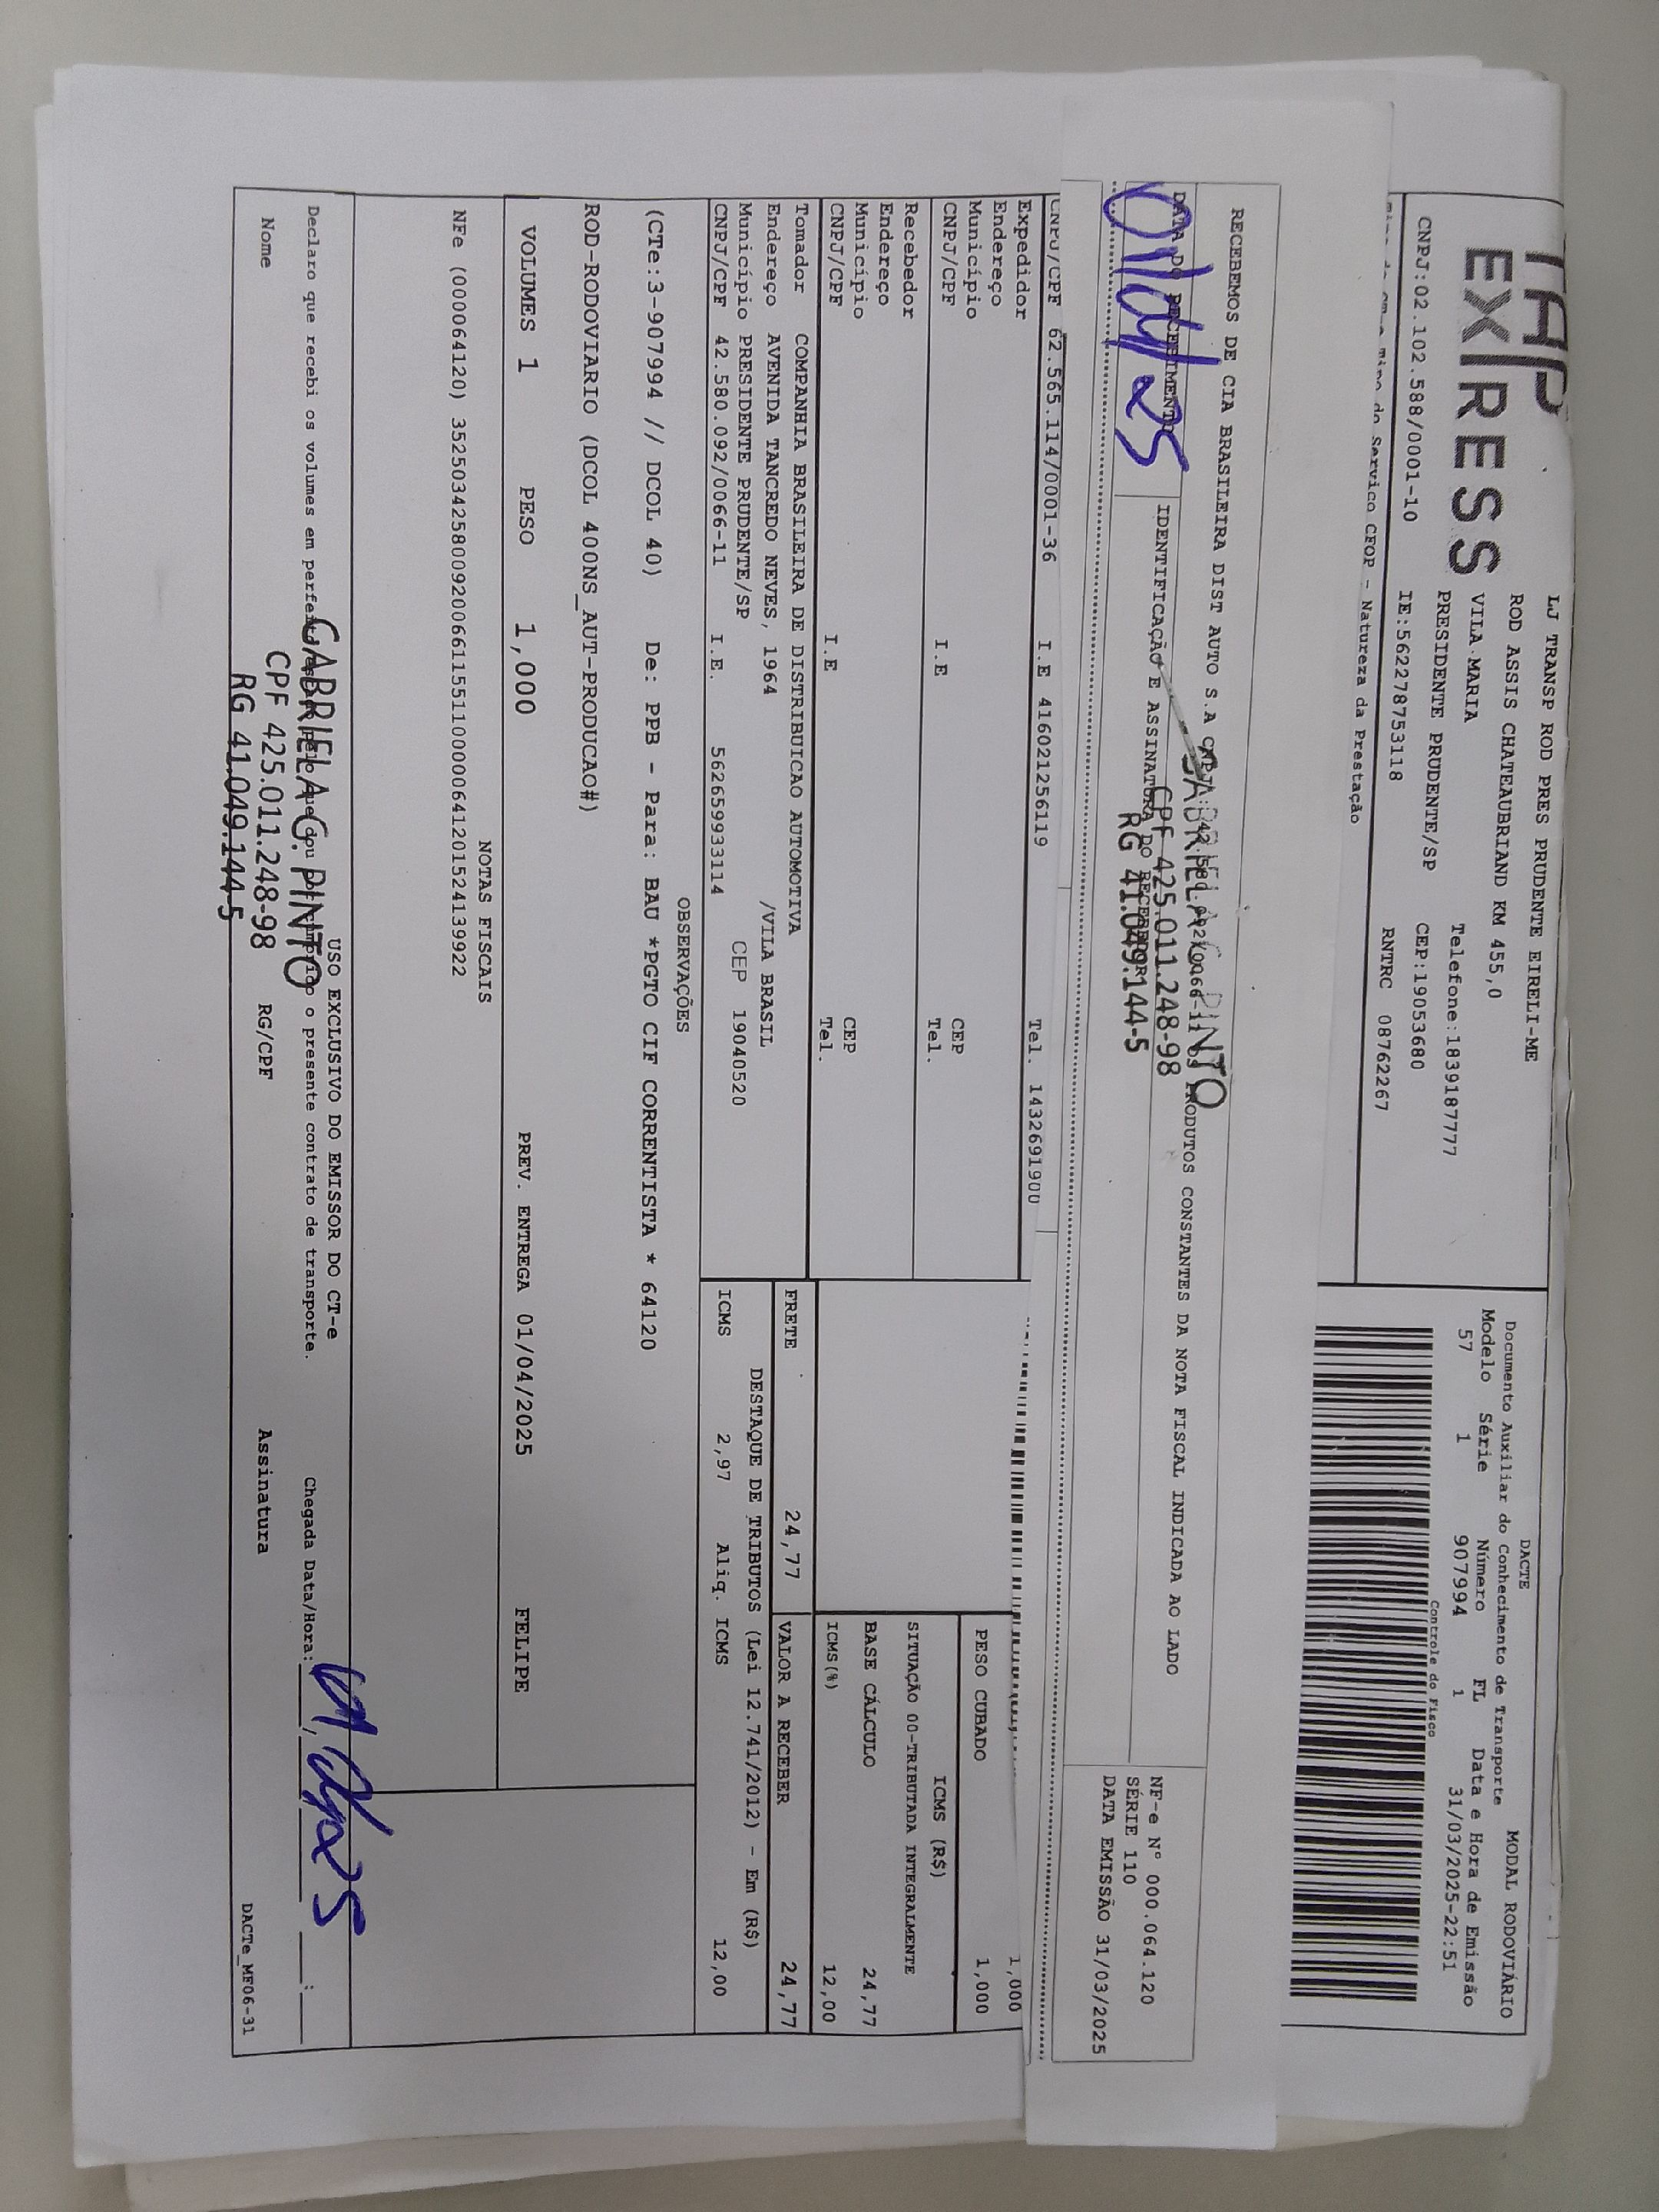 TAP
EXPRESS
LJ TRANSP ROD PRES PRUDENTE EIRELI-ME
ROD ASSIS CHATEAUBRIAND KM 455,0
VILA MARIA Telefone:1839187777
PRESIDENTE PRUDENTE/SP CEP:19053680
CNPJ:02.102.588/0001-10 IE:562278753118 RNTRC 08762267
Tipo do Serviço CFOP - Natureza da Prestação
DACTE MODAL RODOVIÁRIO
Documento Auxiliar do Conhecimento de Transporte
Modelo Série Número FL Data e Hora de Emissão
57 1 907994 1 31/03/2025-22:51
Controle do Fisco
RECEBEMOS DE CIA BRASILEIRA DIST AUTO S.A OS PRODUTOS CONSTANTES DA NOTA FISCAL INDICADA AO LADO
DATA DO RECEBIMENTO
01/04/25
IDENTIFICAÇÃO E ASSINATURA DO RECEBEDOR
GABRIELA G. PINTO
CPF 425.011.248-98
RG 41.049.144-5
NF-e Nº 000.064.120
SÉRIE 110
DATA EMISSÃO 31/03/2025
CNPJ/CPF 62.565.114/0001-36 I.E 416021256119 Tel. 1432691900
Expedidor
Endereço
Município CEP
CNPJ/CPF I.E Tel.
Recebedor
Endereço
Município CEP
CNPJ/CPF I.E Tel.
Tomador COMPANHIA BRASILEIRA DE DISTRIBUICAO AUTOMOTIVA
Endereço AVENIDA TANCREDO NEVES, 1964 /VILA BRASIL
Município PRESIDENTE PRUDENTE/SP CEP 19040520
CNPJ/CPF 42.580.092/0066-11 I.E. 562659933114
1,000
PESO CUBADO 1,000
ICMS (R$)
SITUAÇÃO 00-TRIBUTADA INTEGRALMENTE
BASE CÁLCULO 24,77
ICMS(%) 12,00
FRETE 24,77 VALOR A RECEBER 24,77
DESTAQUE DE TRIBUTOS (Lei 12.741/2012) - Em (R$)
ICMS 2,97 Aliq. ICMS 12,00
OBSERVAÇÕES
(CTe:3-907994 // DCOL 40) De: PPB - Para: BAU *PGTO CIF CORRENTISTA * 64120
ROD-RODOVIARIO (DCOL 400NS_AUT-PRODUCAO#)
VOLUMES 1 PESO 1,000 PREV. ENTREGA 01/04/2025 FELIPE
NOTAS FISCAIS
NFe (000064120) 35250342580092006611551100000641201524139922
USO EXCLUSIVO DO EMISSOR DO CT-e
Declaro que recebi os volumes em perfeito o presente contrato de transporte. Chegada Data/Hora:
01/04/25
GABRIELA G. PINTO
CPF 425.011.248-98
RG 41.049.144-5
Nome RG/CPF Assinatura
DACTe_MF06-31